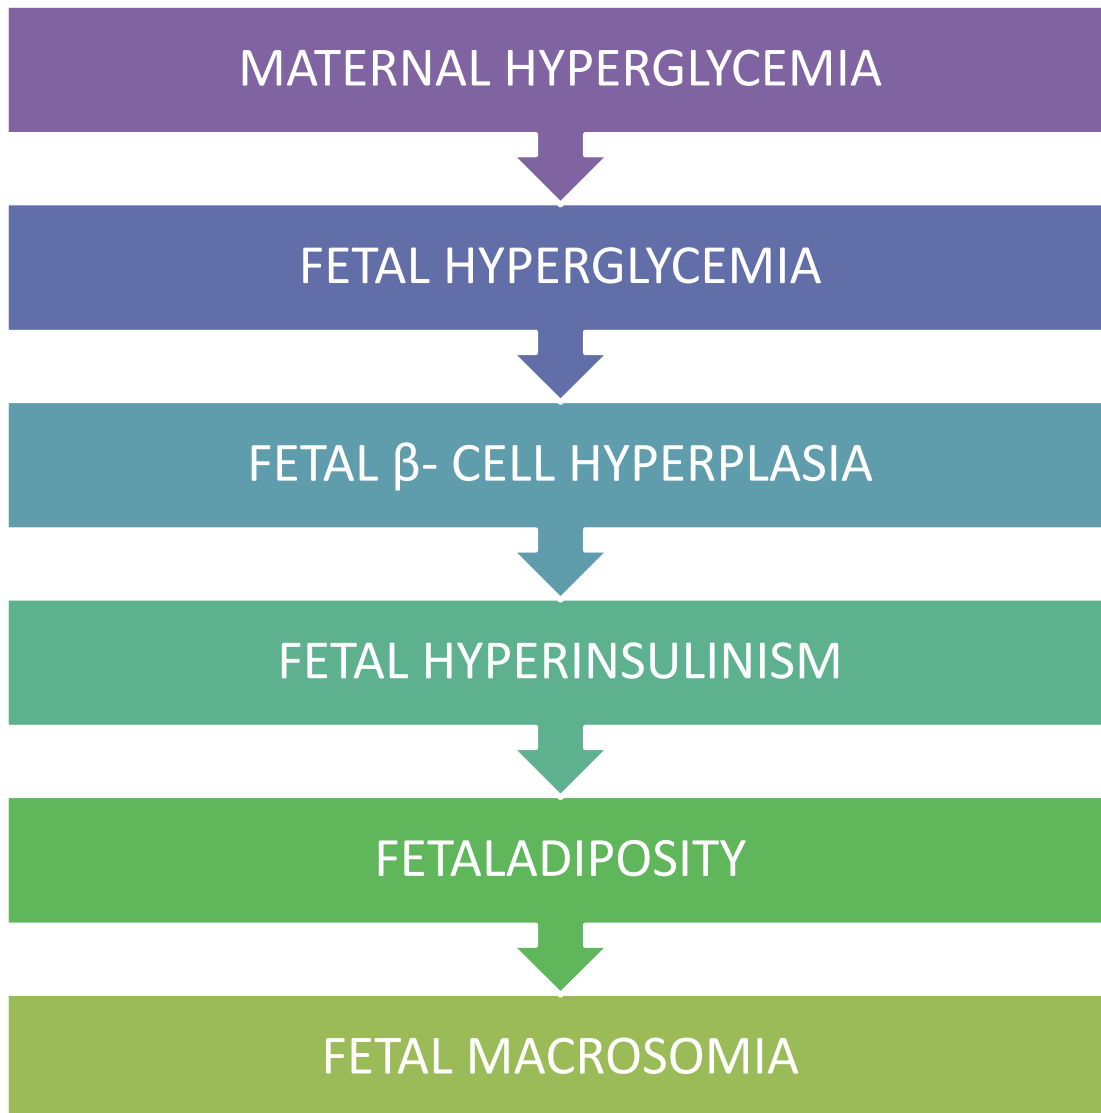 MATERNAL HYPERGLYCEMIA
FETAL HYPERGLYCEMIA
FETAL β- CELL HYPERPLASIA
FETAL HYPERINSULINISM
FETALADIPOSITY
FETAL MACROSOMIA